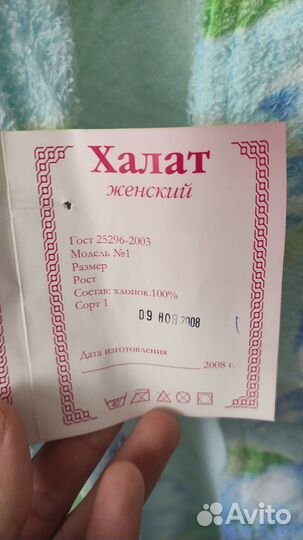 Халат
женский
Гост 25296-2003
Модель №1
Размер
Рост
Состав: хлопок.100%
Сорт 1
09 НОЯ 2008
Дата изготовления
2008 г.
Avito